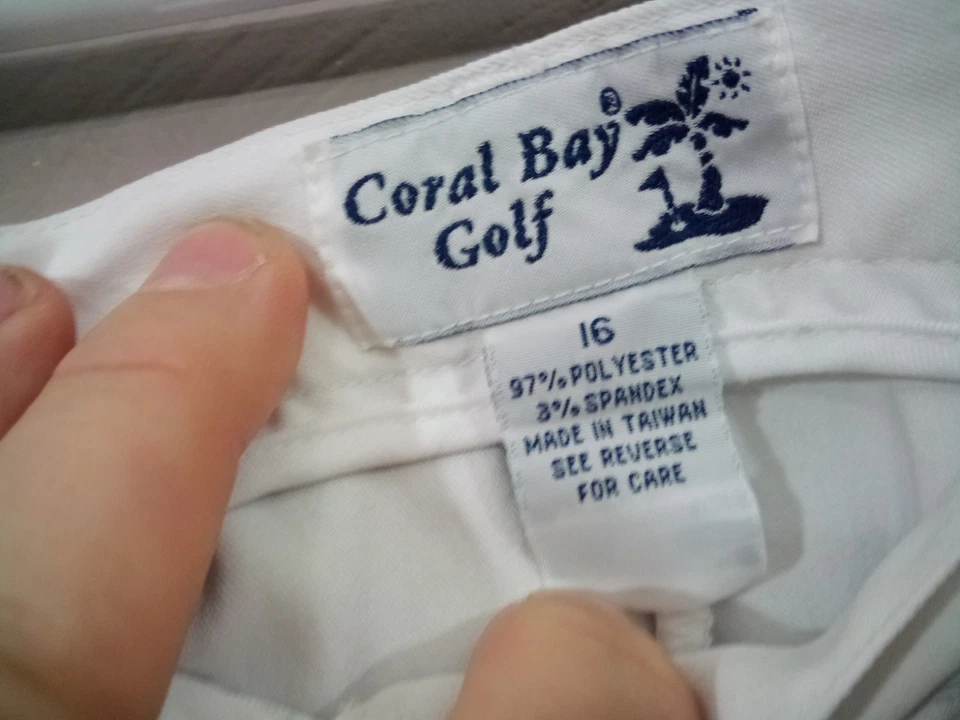 Coral Bay®
Golf
16
97% POLYESTER
3% SPANDEX
MADE IN TAIWAN
SEE REVERSE
FOR CARE